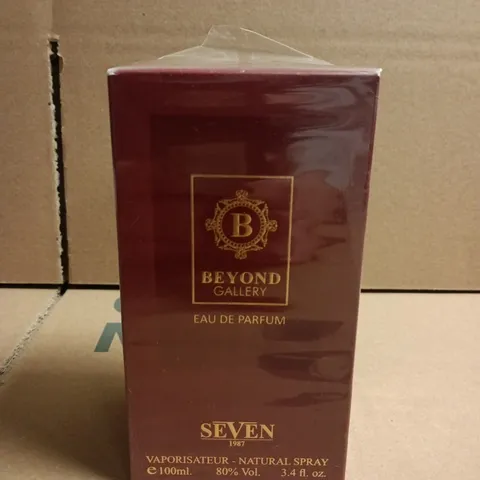 B
BEYOND
GALLERY
EAU DE PARFUM
SEVEN
1987
VAPORISATEUR - NATURAL SPRAY
℮100ml. 80% Vol. 3.4 fl. oz.